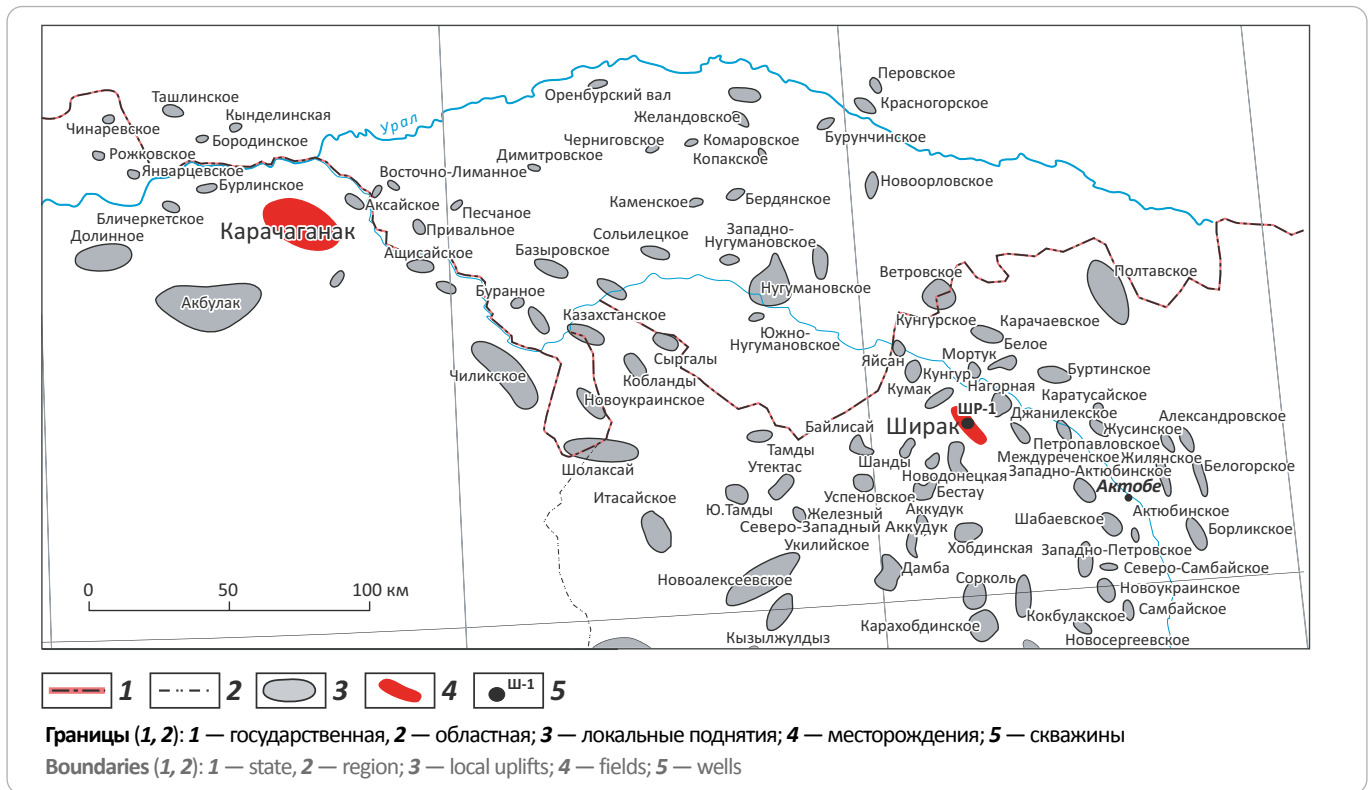 Перовское
Ташлинское
Оренбургский вал
Красногорское
Кынделинская
Желандовское
Чинаревское
Урал
Бородинское
Черниговское
Комаровское
Бурунчинское
Рожковское
Димитровское
Копакское
Январцевское
Восточно-Лиманное
Бурлинское
Новоорловское
Аксайское
Каменское
Бердянское
Бличеркетское
Песчаное
Карачаганак
Привальное
Сольилецкое
Западно-
Нугумановское
Долинное
Ащисайское
Базыровское
Ветровское
Полтавское
Акбулак
Буранное
Нугумановское
Казахстанское
Кунгурское
Карачаевское
Южно-
Нугумановское
Белое
Сыргалы
Яйсан
Мортук
Чиликское
Кобланды
Кунгур
Буртинское
Кумак
Нагорная
Новоукраинское
Каратусайское
ШР-1
Джанилекское
Александровское
Байлисай
Ширак
Жусинское
Петропавловское
Тамды
Междуреченское
Жилянское
Шолаксай
Утектас
Шанды
Западно-Актюбинское
Белогорское
Новодонецкая
Актобе
Итасайское
Успеновское
Бестау
Ю.Тамды
Железный
Аккудук
Актюбинское
Северо-Западный Аккудук
Шабаевское
Борликское
Укилийское
Хобдинская
Западно-Петровское
Новоалексеевское
Дамба
Северо-Самбайское
Сорколь
Новоукраинское
0 50 100 км
Самбайское
Кокбулакское
Карахобдинское
Кызылжулдыз
Новосергеевское
1 2 3 4 Ш-1 5
Границы (1, 2): 1 — государственная, 2 — областная; 3 — локальные поднятия; 4 — месторождения; 5 — скважины
Boundaries (1, 2): 1 — state, 2 — region; 3 — local uplifts; 4 — fields; 5 — wells